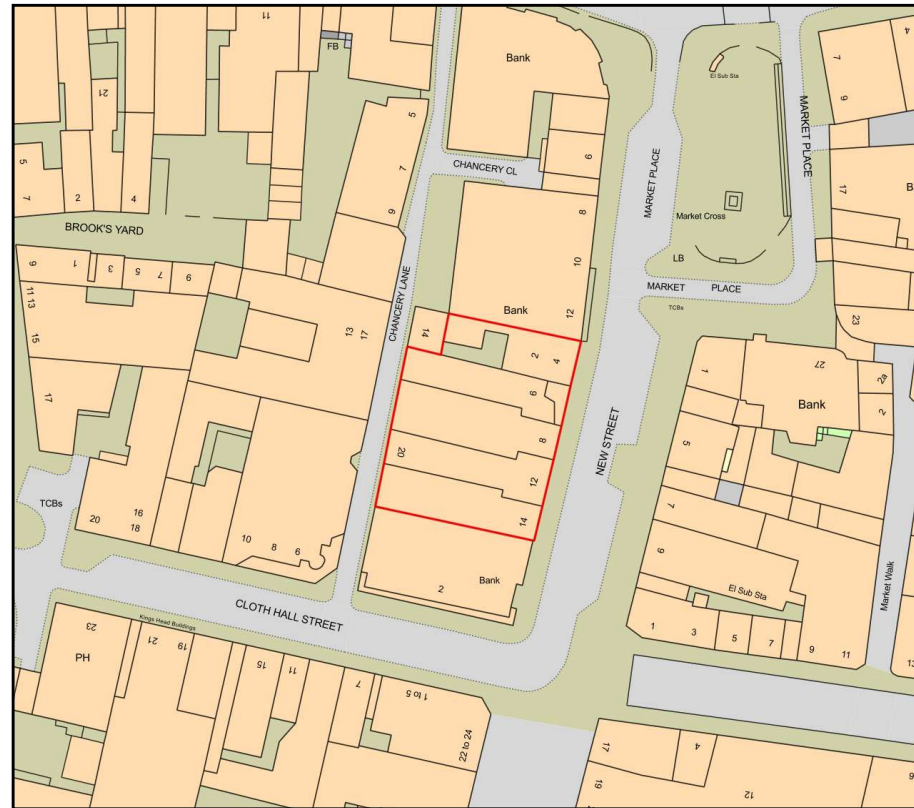 11
FB
Bank
El Sub Sta
7
4
21
5
MARKET PLACE
9
5
7
2
4
7
CHANCERY CL
6
MARKET PLACE
17
B
9
8
Market Cross
BROOK'S YARD
9
1
3
5
7
9
CHANCERY LANE
10
LB
MARKET PLACE
11
13
TCBs
15
13
17
Bank
12
14
23
2
4
1
27
2a
17
6
Bank
2
8
5
NEW STREET
20
12
7
TCBs
16
14
20
18
10
8
6
9
2
Bank
El Sub Sta
Market Walk
CLOTH HALL STREET
Kings Head Buildings
1
3
5
7
9
11
13
23
21
19
PH
15
11
7
1 to 5
22 to 24
17
4
19
12
6